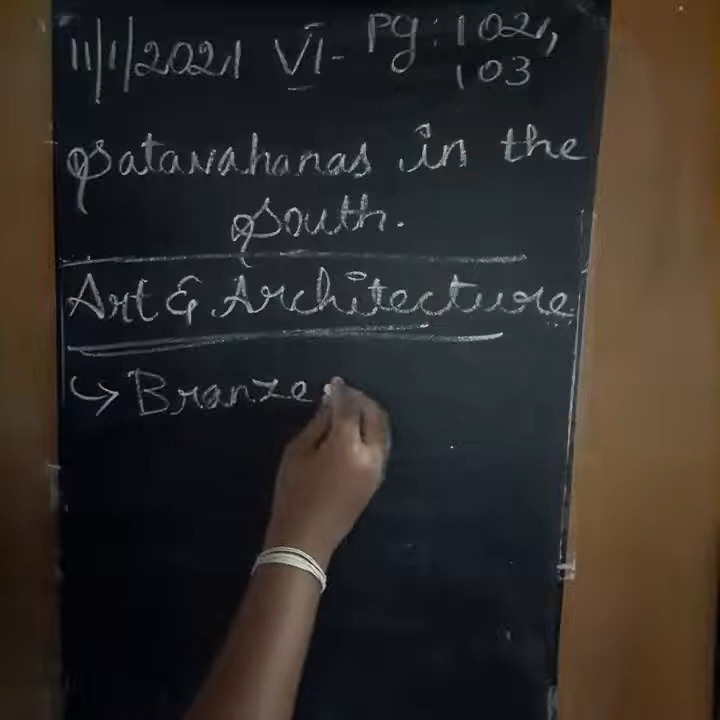 11/1/2021 VI- Pg: 102,
103
Satavahanas in the
South.
Art & Architecture
↪ Bronze